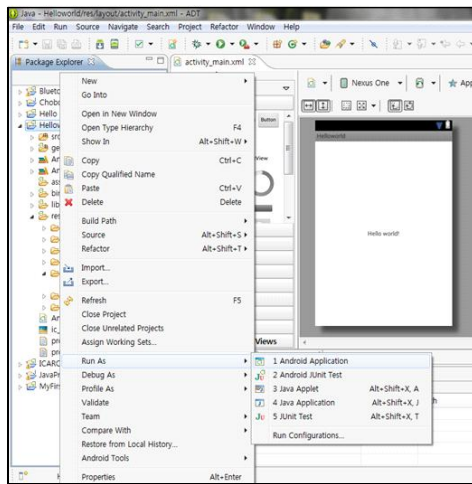 Java - Helloworld/res/layout/activity_main.xml - ADT
File Edit Run Source Navigate Search Project Refactor Window Help
Package Explorer
activity_main.xml
Nexus One
Button
Hello
Helloworld
Hello world!
New
Go Into
Open in New Window
Open Type Hierarchy F4
Show In Alt+Shift+W
Copy Ctrl+C
Copy Qualified Name
Paste Ctrl+V
Delete Delete
Build Path
Source Alt+Shift+S
Refactor Alt+Shift+T
Import...
Export...
Refresh F5
Close Project
Close Unrelated Projects
Assign Working Sets...
Views
Run As
1 Android Application
Debug As
2 Android JUnit Test
Profile As
3 Java Applet Alt+Shift+X, A
Validate
4 Java Application Alt+Shift+X, J
Team
5 JUnit Test Alt+Shift+X, T
Compare With
Restore from Local History...
Run Configurations...
Android Tools
Properties Alt+Enter